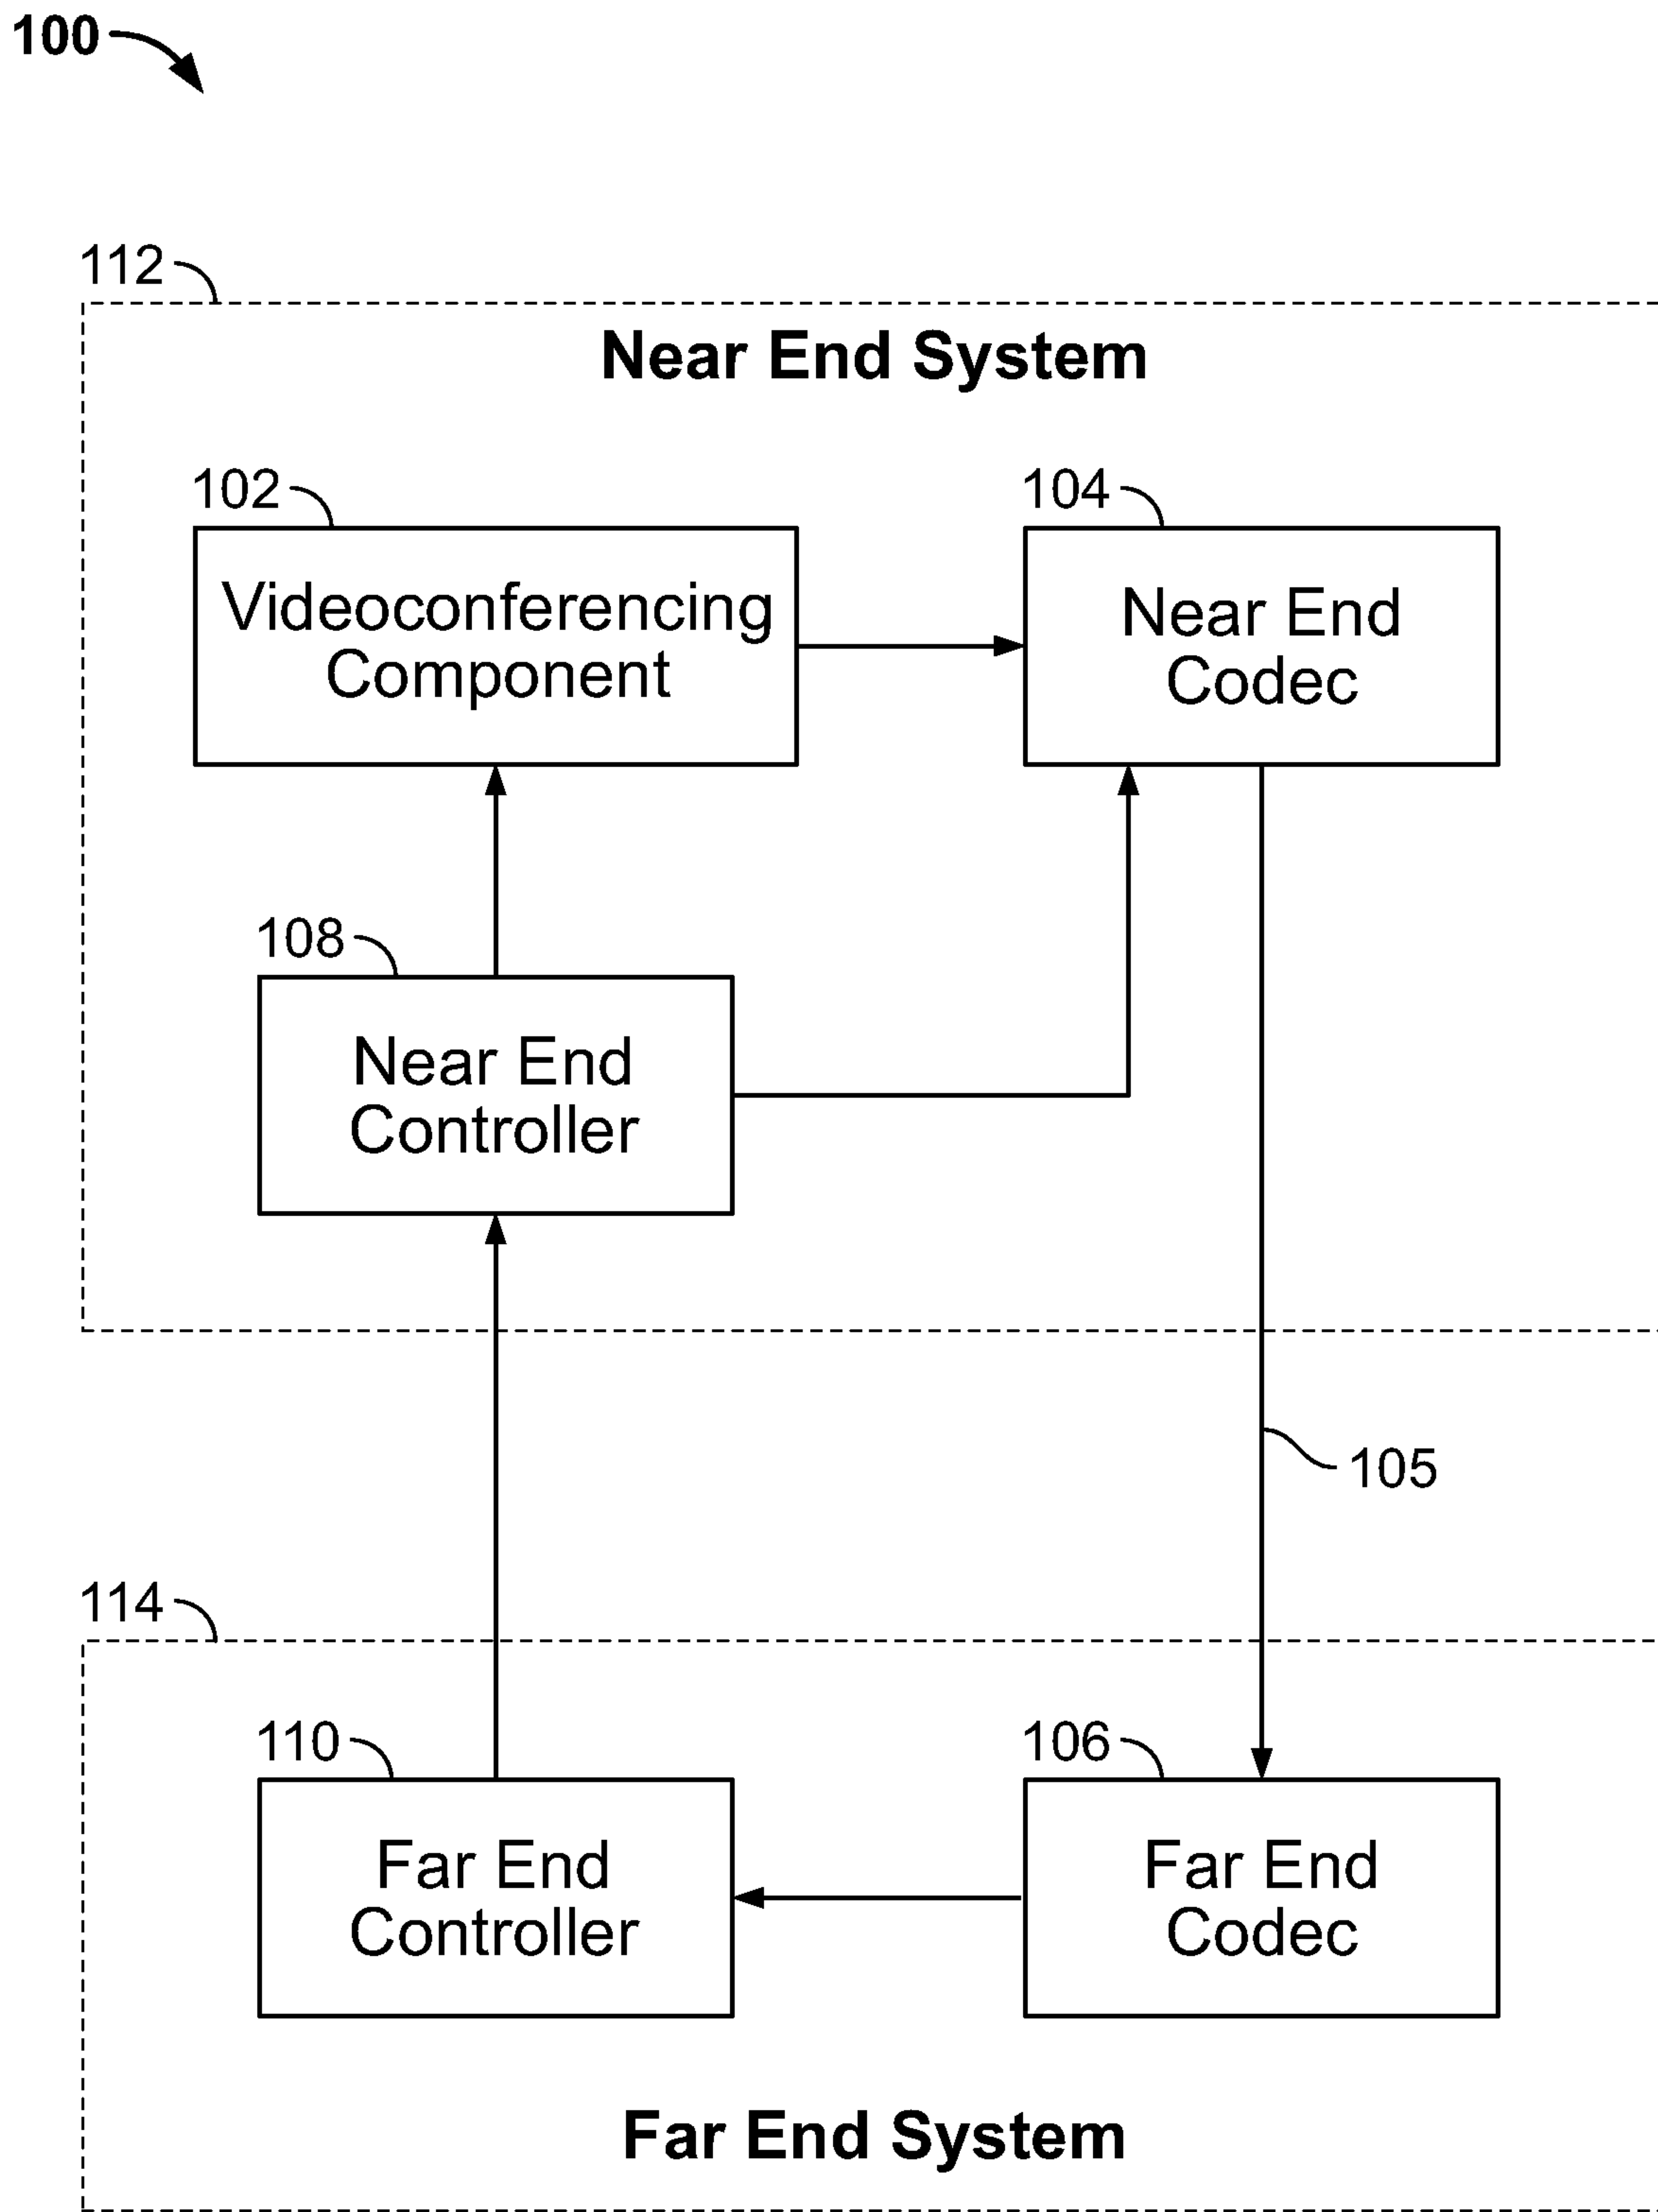 100
112
Near End System
102
104
Videoconferencing
Component
Near End
Codec
108
Near End
Controller
105
114
110
106
Far End
Controller
Far End
Codec
Far End System